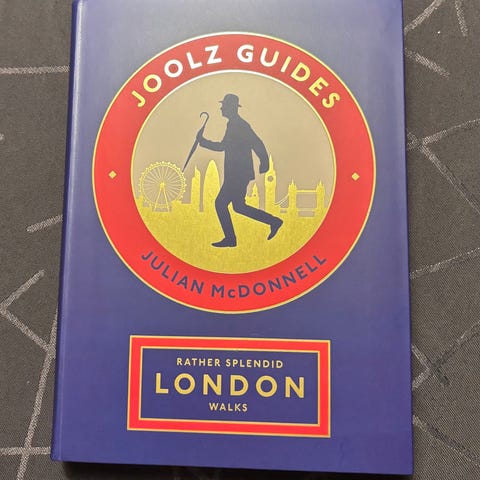 JOOLZ GUIDES
JULIAN McDONNELL
RATHER SPLENDID
LONDON
WALKS